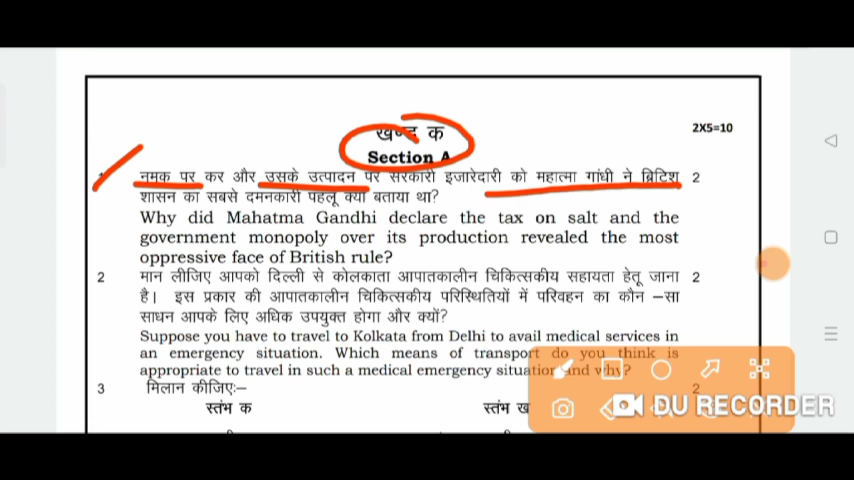 खण्ड क
2X5=10
Section A
1 नमक पर कर और उसके उत्पादन पर सरकारी इजारेदारी को महात्मा गांधी ने ब्रिटिश 2
शासन का सबसे दमनकारी पहलू क्यों बताया था?
Why did Mahatma Gandhi declare the tax on salt and the
government monopoly over its production revealed the most
oppressive face of British rule?
2 मान लीजिए आपको दिल्ली से कोलकाता आपातकालीन चिकित्सकीय सहायता हेतू जाना 2
है। इस प्रकार की आपातकालीन चिकित्सकीय परिस्थितियों में परिवहन का कौन –सा
साधन आपके लिए अधिक उपयुक्त होगा और क्यों?
Suppose you have to travel to Kolkata from Delhi to avail medical services in
an emergency situation. Which means of transport do you think is
appropriate to travel in such a medical emergency situation and why?
3 मिलान कीजिए:– 2
स्तंभ क स्तंभ ख
DU RECORDER